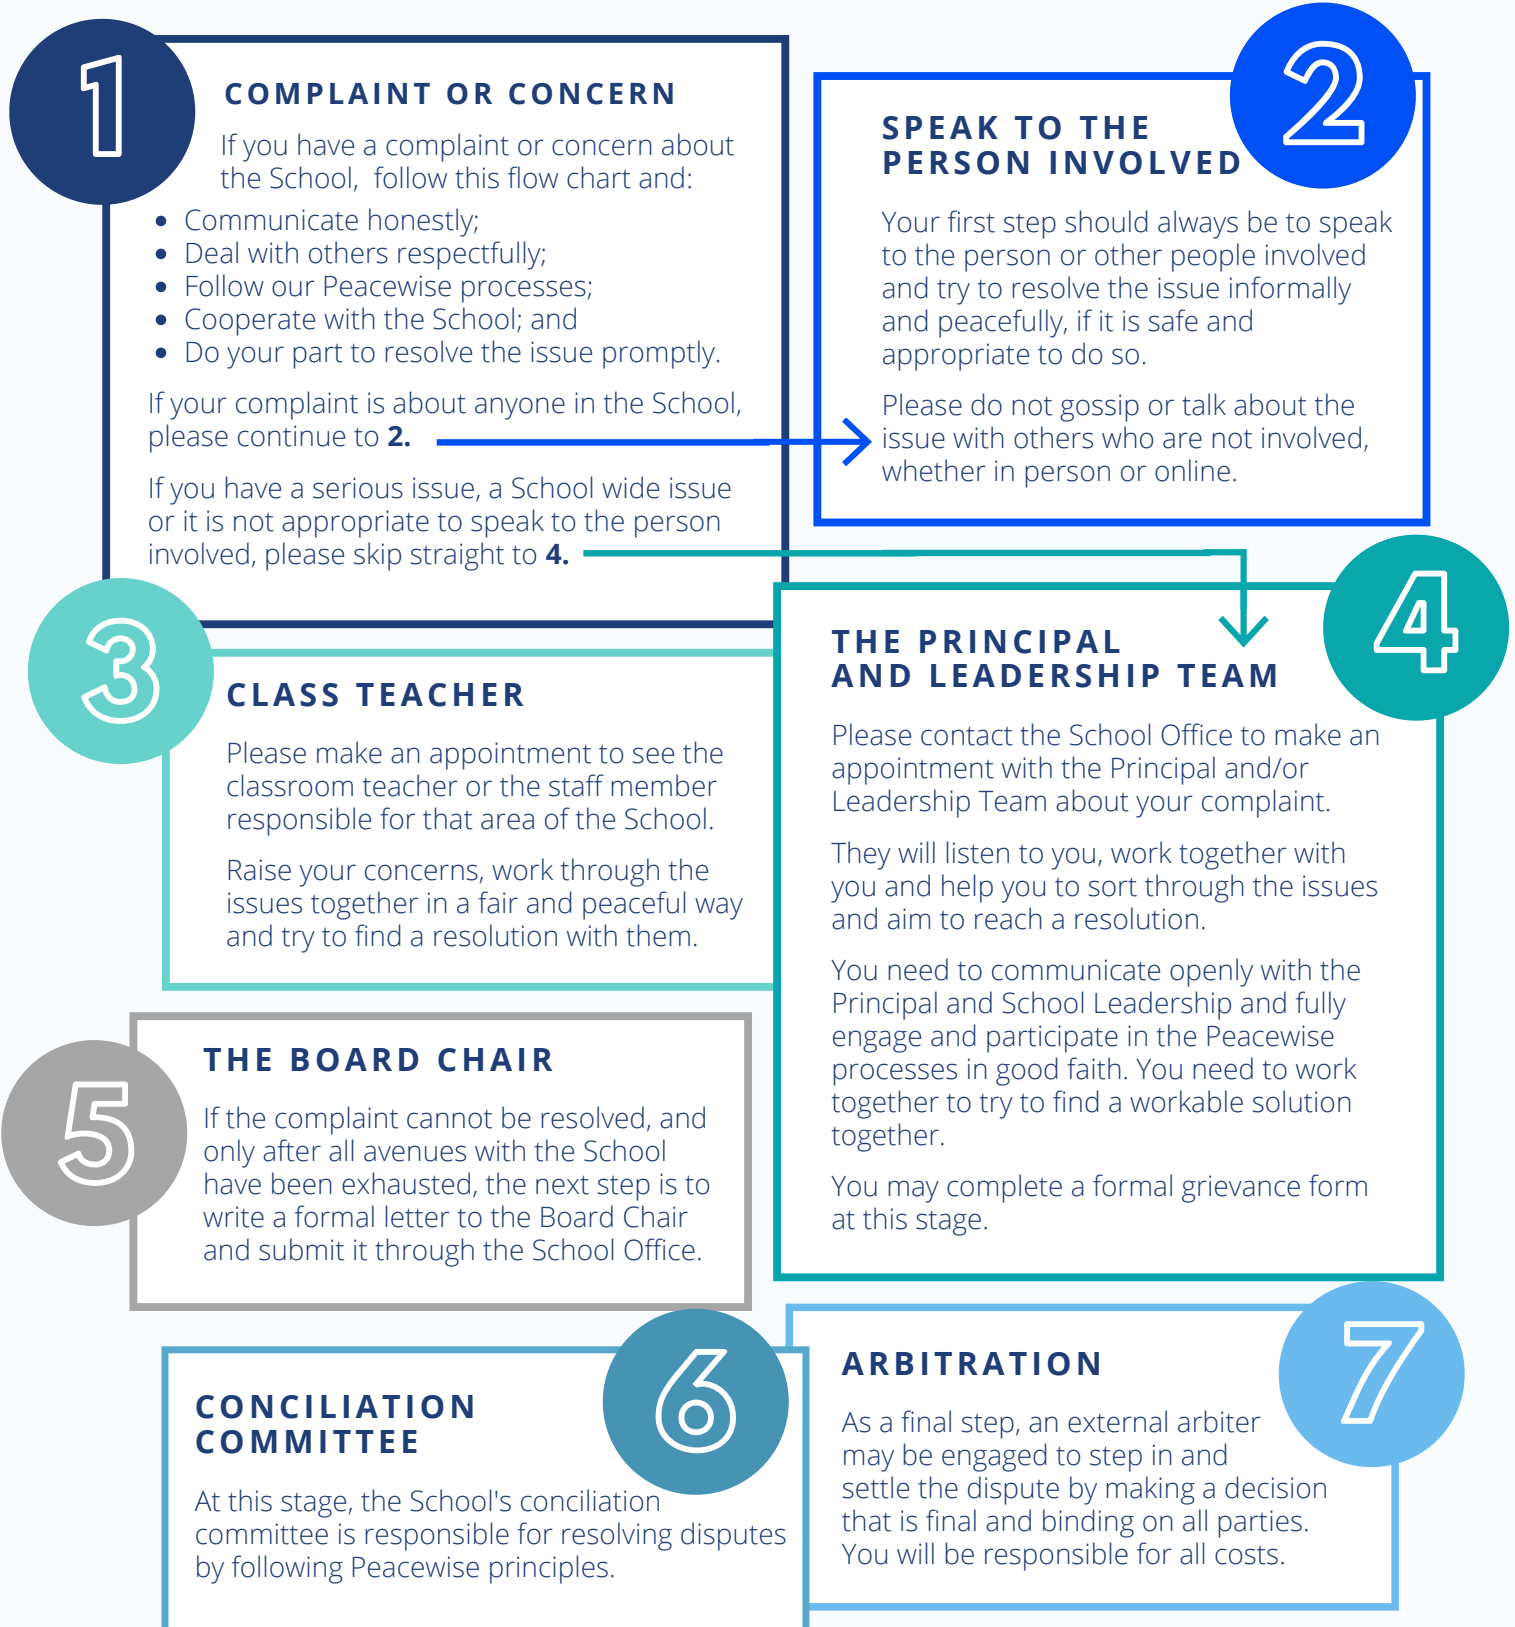 1
COMPLAINT OR CONCERN
If you have a complaint or concern about
the School, follow this flow chart and:
• Communicate honestly;
• Deal with others respectfully;
• Follow our Peacewise processes;
• Cooperate with the School; and
• Do your part to resolve the issue promptly.
If your complaint is about anyone in the School,
please continue to 2.
If you have a serious issue, a School wide issue
or it is not appropriate to speak to the person
involved, please skip straight to 4.
2
SPEAK TO THE
PERSON INVOLVED
Your first step should always be to speak
to the person or other people involved
and try to resolve the issue informally
and peacefully, if it is safe and
appropriate to do so.
Please do not gossip or talk about the
issue with others who are not involved,
whether in person or online.
3
CLASS TEACHER
Please make an appointment to see the
classroom teacher or the staff member
responsible for that area of the School.
Raise your concerns, work through the
issues together in a fair and peaceful way
and try to find a resolution with them.
4
THE PRINCIPAL
AND LEADERSHIP TEAM
Please contact the School Office to make an
appointment with the Principal and/or
Leadership Team about your complaint.
They will listen to you, work together with
you and help you to sort through the issues
and aim to reach a resolution.
You need to communicate openly with the
Principal and School Leadership and fully
engage and participate in the Peacewise
processes in good faith. You need to work
together to try to find a workable solution
together.
You may complete a formal grievance form
at this stage.
5
THE BOARD CHAIR
If the complaint cannot be resolved, and
only after all avenues with the School
have been exhausted, the next step is to
write a formal letter to the Board Chair
and submit it through the School Office.
6
CONCILIATION
COMMITTEE
At this stage, the School's conciliation
committee is responsible for resolving disputes
by following Peacewise principles.
7
ARBITRATION
As a final step, an external arbiter
may be engaged to step in and
settle the dispute by making a decision
that is final and binding on all parties.
You will be responsible for all costs.